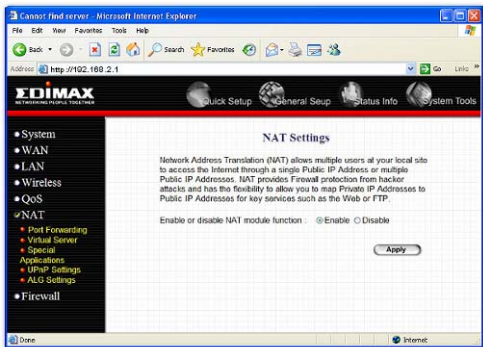 Cannot find server - Microsoft Internet Explorer
File Edit View Favorites Tools Help
Back Search Favorites
Address http://192.168.2.1 Go Links »
EDIMAX
NETWORKING PEOPLE TOGETHER
Quick Setup General Seup Status Info System Tools
System
WAN
LAN
Wireless
QoS
NAT
Port Forwarding
Virtual Server
Special
Applications
UPnP Settings
ALG Settings
Firewall
NAT Settings
Network Address Translation (NAT) allows multiple users at your local site
to access the Internet through a single Public IP Address or multiple
Public IP Addresses. NAT provides Firewall protection from hacker
attacks and has the flexibility to allow you to map Private IP Addresses to
Public IP Addresses for key services such as the Web or FTP.
Enable or disable NAT module function : Enable Disable
Apply
Done Internet